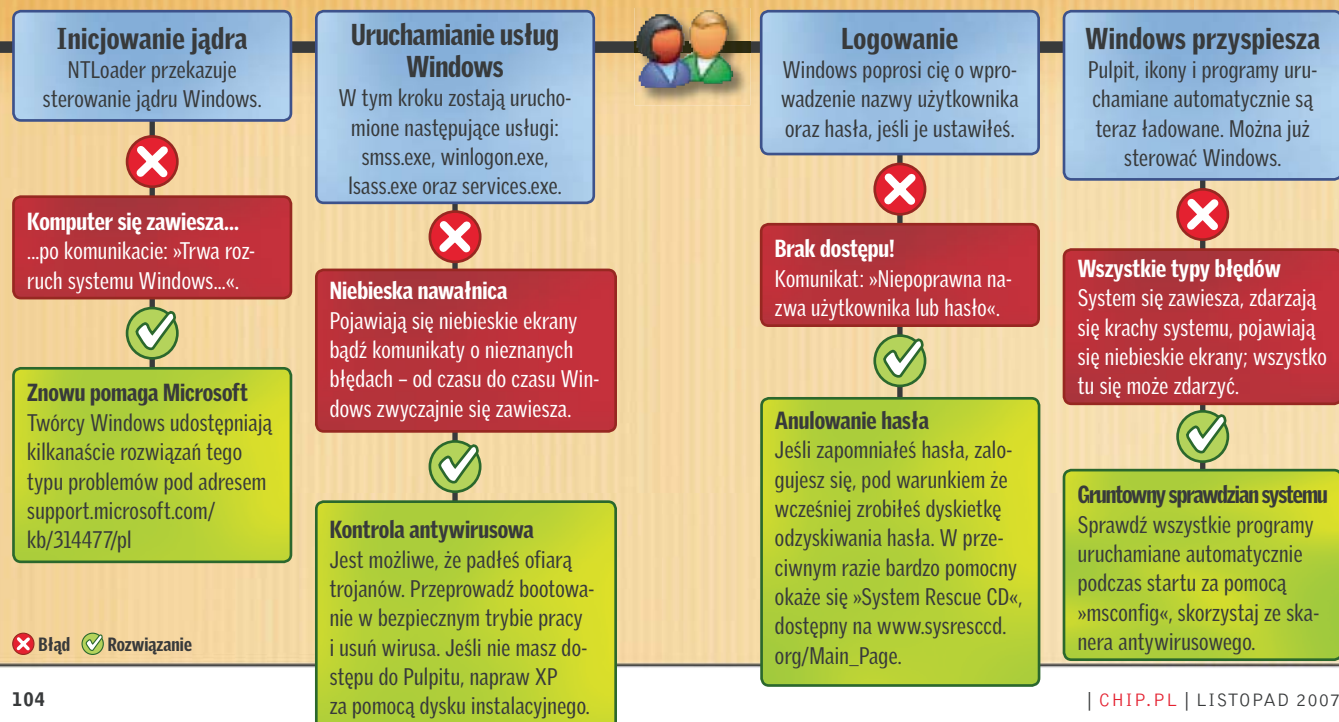 Inicjowanie jądra
NTLoader przekazuje
sterowanie jądru Windows.
Komputer się zawiesza...
...po komunikacie: »Trwa roz-
ruch systemu Windows...«.
Znowu pomaga Microsoft
Twórcy Windows udostępniają
kilkanaście rozwiązań tego
typu problemów pod adresem
support.microsoft.com/
kb/314477/pl
Uruchamianie usług
Windows
W tym kroku zostają urucho-
mione następujące usługi:
smss.exe, winlogon.exe,
lsass.exe oraz services.exe.
Niebieska nawałnica
Pojawiają się niebieskie ekrany
bądź komunikaty o nieznanych
błędach – od czasu do czasu Win-
dows zwyczajnie się zawiesza.
Kontrola antywirusowa
Jest możliwe, że padłeś ofiarą
trojanów. Przeprowadź bootowa-
nie w bezpiecznym trybie pracy
i usuń wirusa. Jeśli nie masz do-
stępu do Pulpitu, napraw XP
za pomocą dysku instalacyjnego.
Logowanie
Windows poprosi cię o wpro-
wadzenie nazwy użytkownika
oraz hasła, jeśli je ustawiłeś.
Brak dostępu!
Komunikat: »Niepoprawna na-
zwa użytkownika lub hasło«.
Anulowanie hasła
Jeśli zapomniałeś hasła, zalo-
gujesz się, pod warunkiem że
wcześniej zrobiłeś dyskietkę
odzyskiwania hasła. W prze-
ciwnym razie bardzo pomocny
okaże się »System Rescue CD«,
dostępny na www.sysresccd.
org/Main_Page.
Windows przyspiesza
Pulpit, ikony i programy uru-
chamiane automatycznie są
teraz ładowane. Można już
sterować Windows.
Wszystkie typy błędów
System się zawiesza, zdarzają
się krachy systemu, pojawiają
się niebieskie ekrany; wszystko
tu się może zdarzyć.
Gruntowny sprawdzian systemu
Sprawdź wszystkie programy
uruchamiane automatycznie
podczas startu za pomocą
»msconfig«, skorzystaj ze ska-
nera antywirusowego.
Błąd Rozwiązanie
104
| CHIP.PL | LISTOPAD 2007